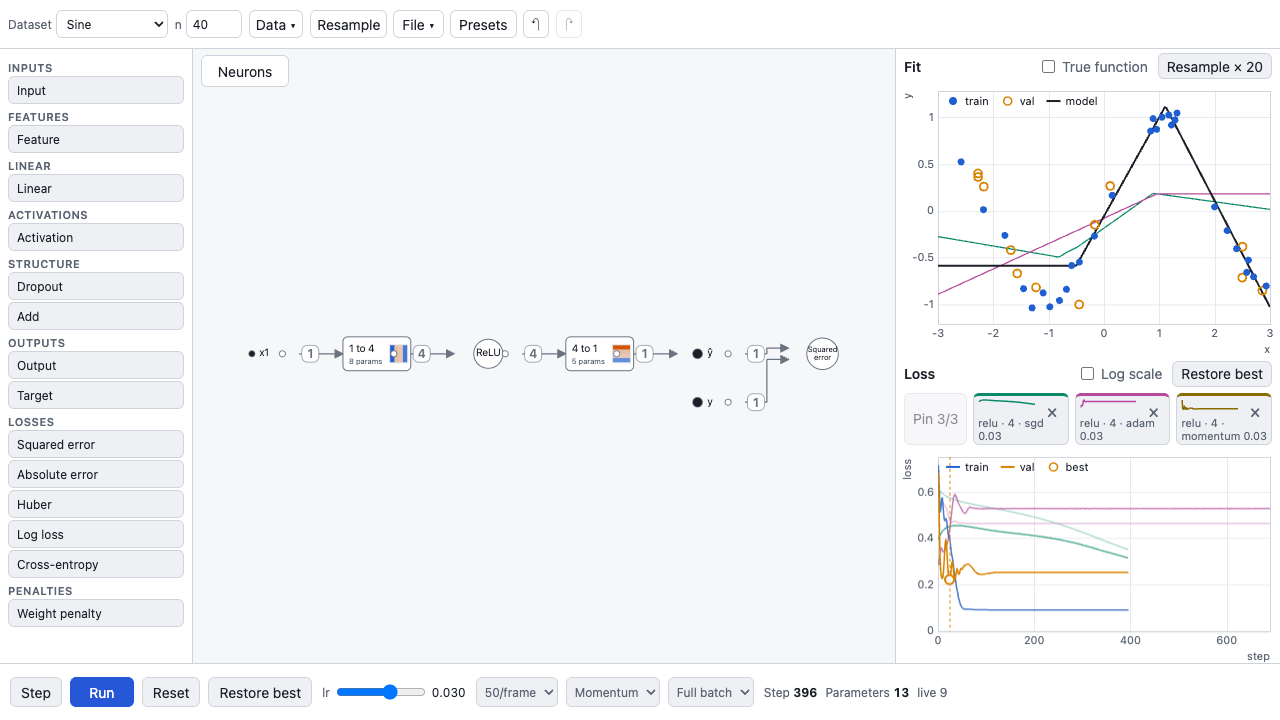 Dataset Sine n 40 Data ▾ Resample File ▾ Presets
INPUTS
Input
FEATURES
Feature
LINEAR
Linear
ACTIVATIONS
Activation
STRUCTURE
Dropout
Add
OUTPUTS
Output
Target
LOSSES
Squared error
Absolute error
Huber
Log loss
Cross-entropy
PENALTIES
Weight penalty
Neurons
x1 1 1 to 4 8 params 4 ReLU 4 4 to 1 5 params 1 ŷ 1 Squared error
y 1
Fit True function Resample × 20
y
train val model
1
0.5
0
-0.5
-1
-3 -2 -1 0 1 2 3
x
Loss Log scale Restore best
Pin 3/3
relu · 4 · sgd 0.03
relu · 4 · adam 0.03
relu · 4 · momentum 0.03
loss
train val best
0.6
0.4
0.2
0
0 200 400 600
step
Step Run Reset Restore best lr 0.030 50/frame Momentum Full batch Step 396 Parameters 13 live 9